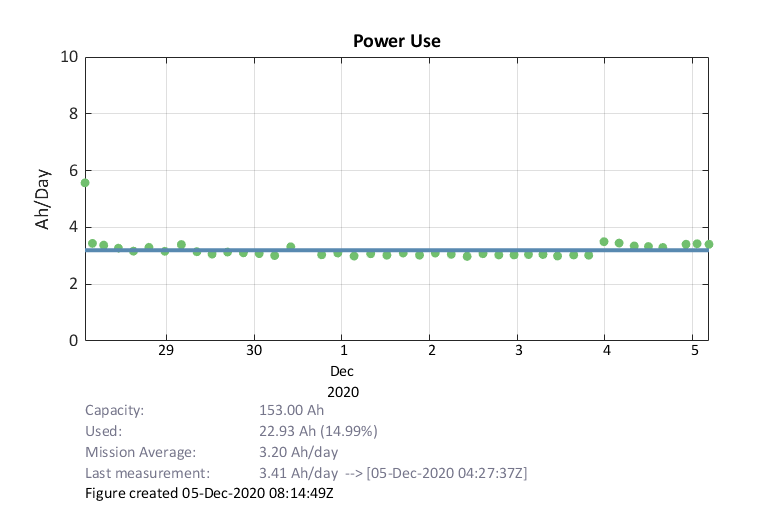 Power Use
10
8
6
4
2
0
Ah/Day
29 30 1 2 3 4 5
Dec
2020
Capacity: 153.00 Ah
Used: 22.93 Ah (14.99%)
Mission Average: 3.20 Ah/day
Last measurement: 3.41 Ah/day --> [05-Dec-2020 04:27:37Z]
Figure created 05-Dec-2020 08:14:49Z